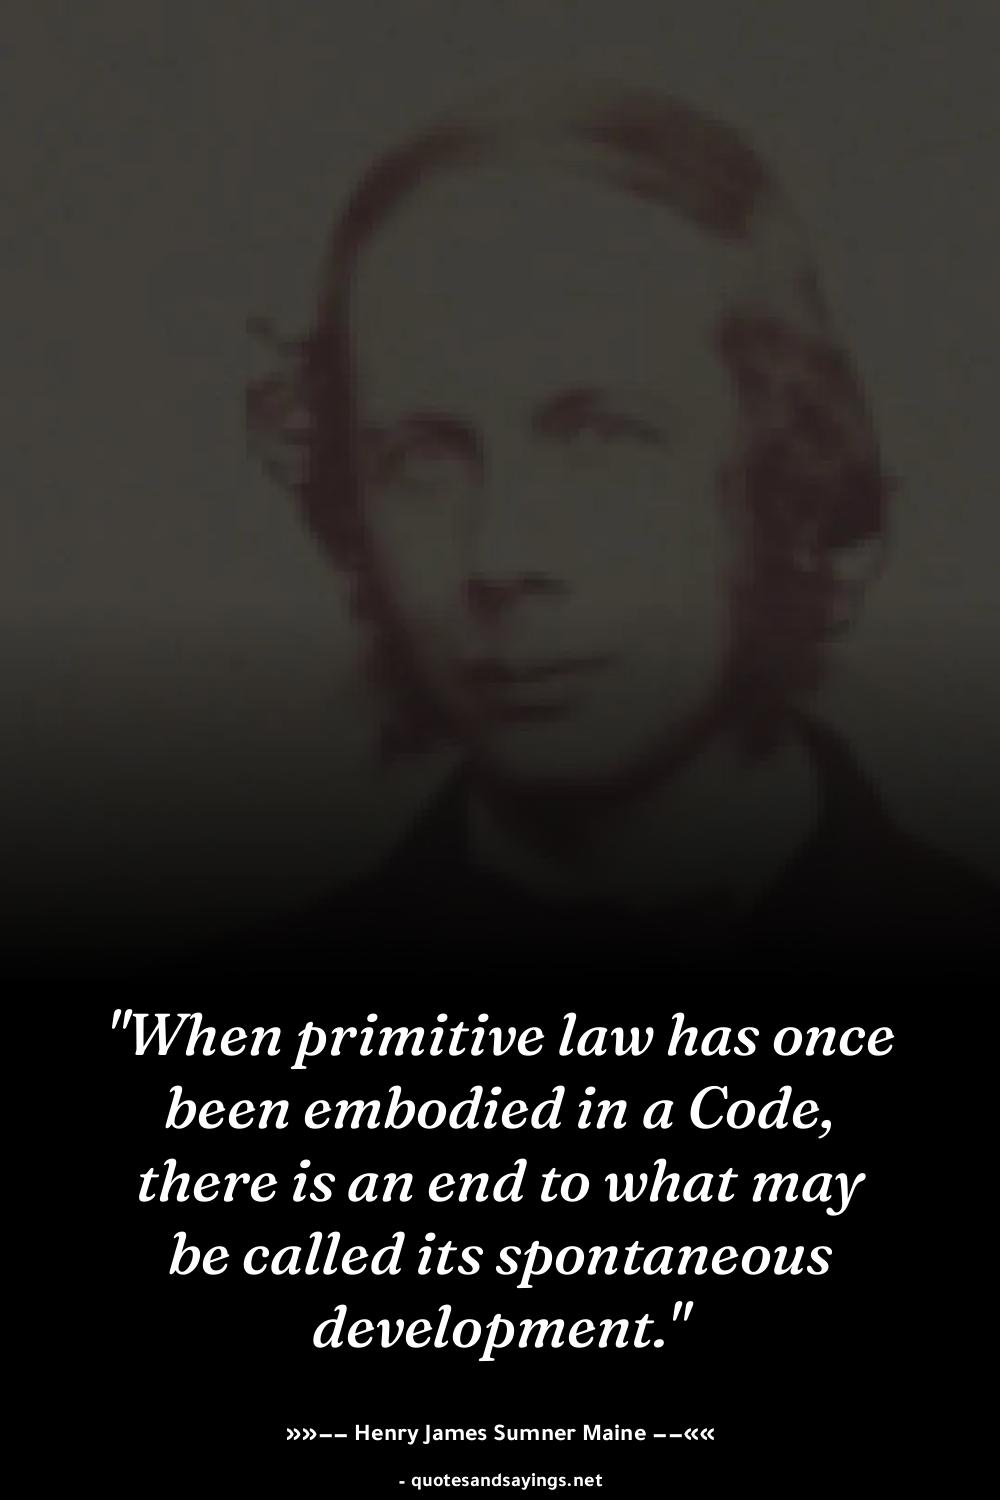 "When primitive law has once
been embodied in a Code,
there is an end to what may
be called its spontaneous
development."
»»−− Henry James Sumner Maine −−««
- quotesandsayings.net